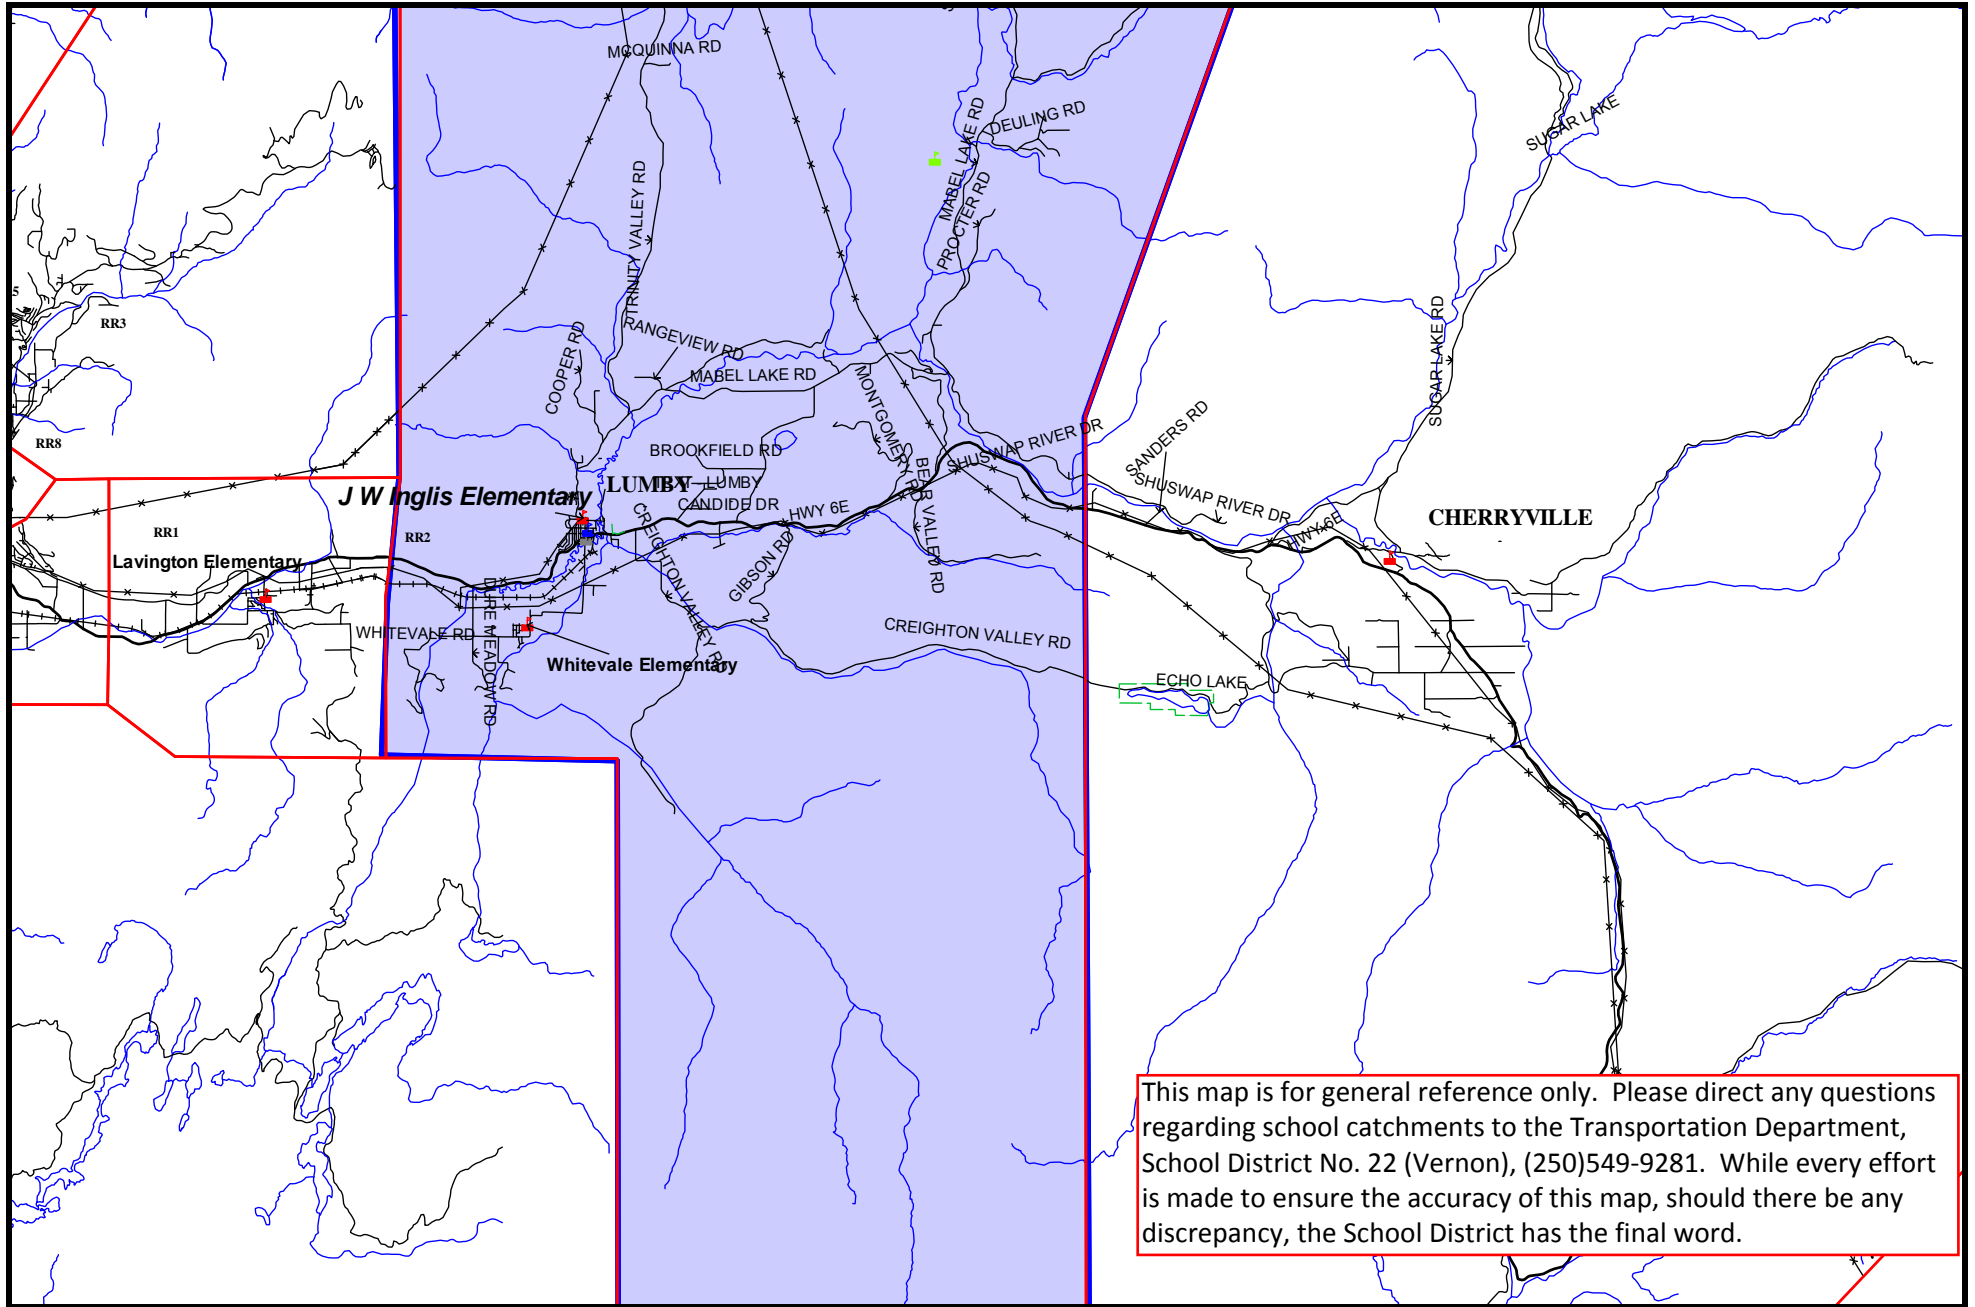 MCQUINNA RD
DEULING RD
MABEL LAKE RD
PROCTER RD
SUGAR LAKE
TRINITY VALLEY RD
RR3
5
RANGEVIEW RD
COOPER RD
MABEL LAKE RD
SUGAR LAKE RD
MONTGOMERY RD
SANDERS RD
RR8
BROOKFIELD RD
SHUSWAP RIVER DR
BEAR VALLEY RD
J W Inglis Elementary
LUMBY
LUMBY
CANDIDE DR
HWY 6E
SHUSWAP RIVER DR
CHERRYVILLE
HWY 6E
RR1
RR2
Lavington Elementary
CREIGHTON VALLEY RD
GIBSON RD
WHITEVALE RD
CREIGHTON VALLEY RD
Whitevale Elementary
MEADOW RD
ECHO LAKE
This map is for general reference only.  Please direct any questions
regarding school catchments to the Transportation Department,
School District No. 22 (Vernon), (250)549-9281.  While every effort
is made to ensure the accuracy of this map, should there be any
discrepancy, the School District has the final word.